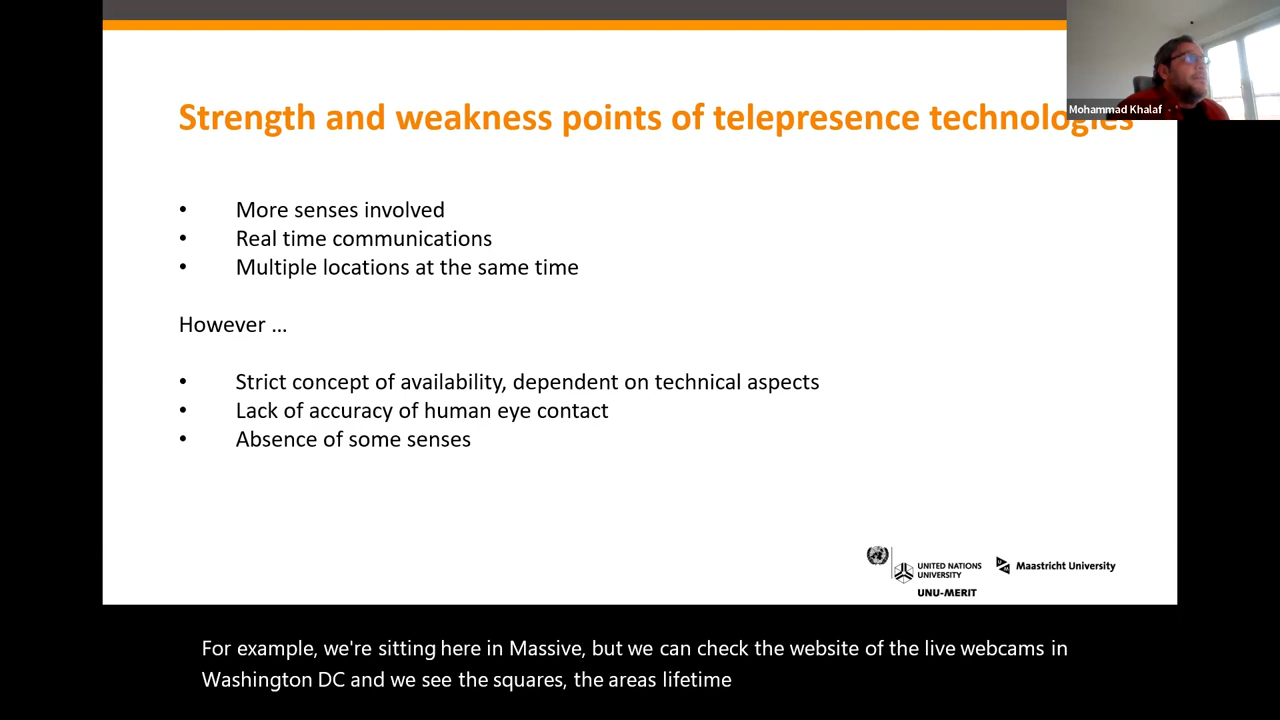 Strength and weakness points of telepresence technologies
Mohammad Khalaf
• More senses involved
• Real time communications
• Multiple locations at the same time
However ...
• Strict concept of availability, dependent on technical aspects
• Lack of accuracy of human eye contact
• Absence of some senses
UNITED NATIONS
UNIVERSITY
UNU-MERIT
Maastricht University
For example, we're sitting here in Massive, but we can check the website of the live webcams in
Washington DC and we see the squares, the areas lifetime